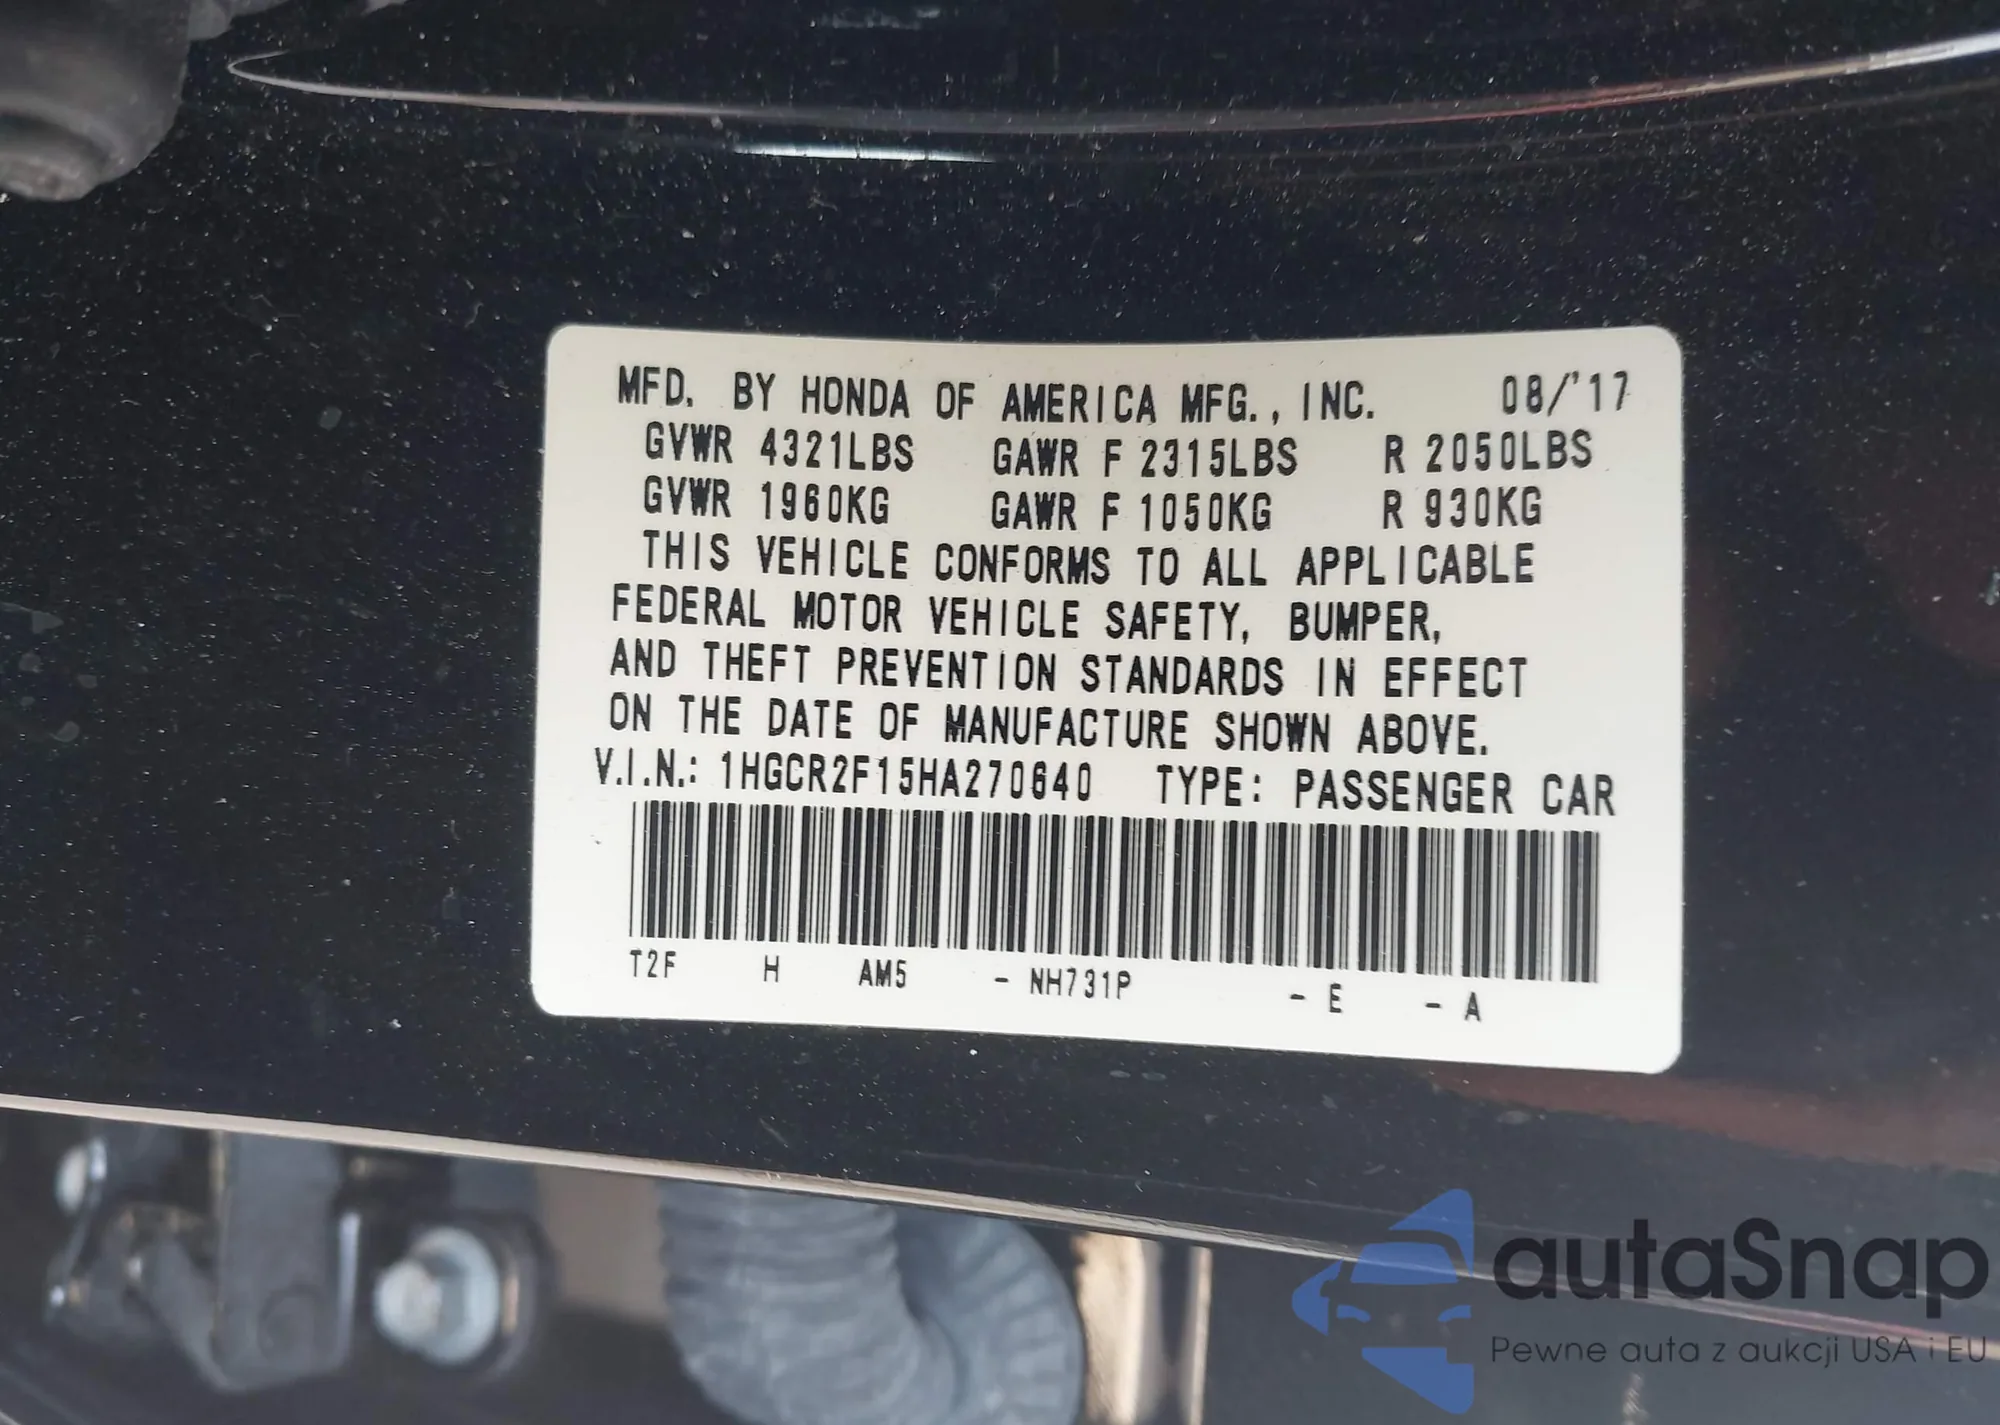 MFD. BY HONDA OF AMERICA MFG., INC. 08/'17
GVWR 4321LBS GAWR F 2315LBS R 2050LBS
GVWR 1960KG GAWR F 1050KG R 930KG
THIS VEHICLE CONFORMS TO ALL APPLICABLE
FEDERAL MOTOR VEHICLE SAFETY, BUMPER,
AND THEFT PREVENTION STANDARDS IN EFFECT
ON THE DATE OF MANUFACTURE SHOWN ABOVE.
V.I.N.: 1HGCR2F15HA270640 TYPE: PASSENGER CAR
T2F H AM5 - NH731P - E - A
autaSnap
Pewne auta z aukcji USA i EU